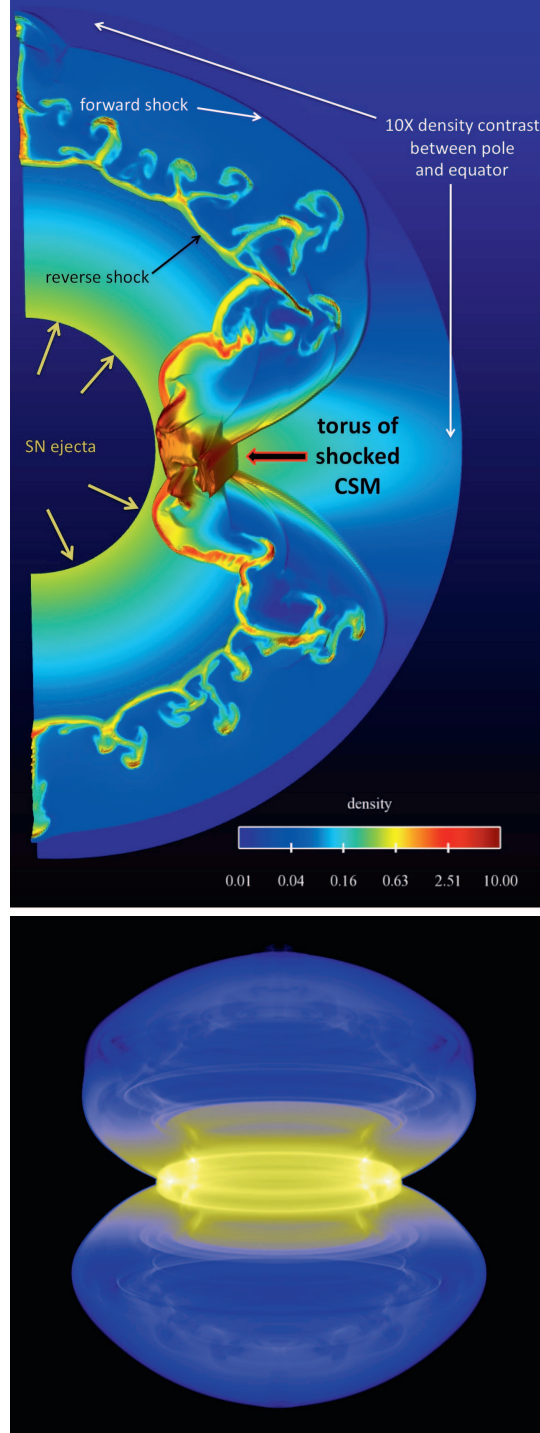 forward shock
10X density contrast
between pole
and equator
reverse shock
SN ejecta
torus of
shocked
CSM
density
0.01 0.04 0.16 0.63 2.51 10.00